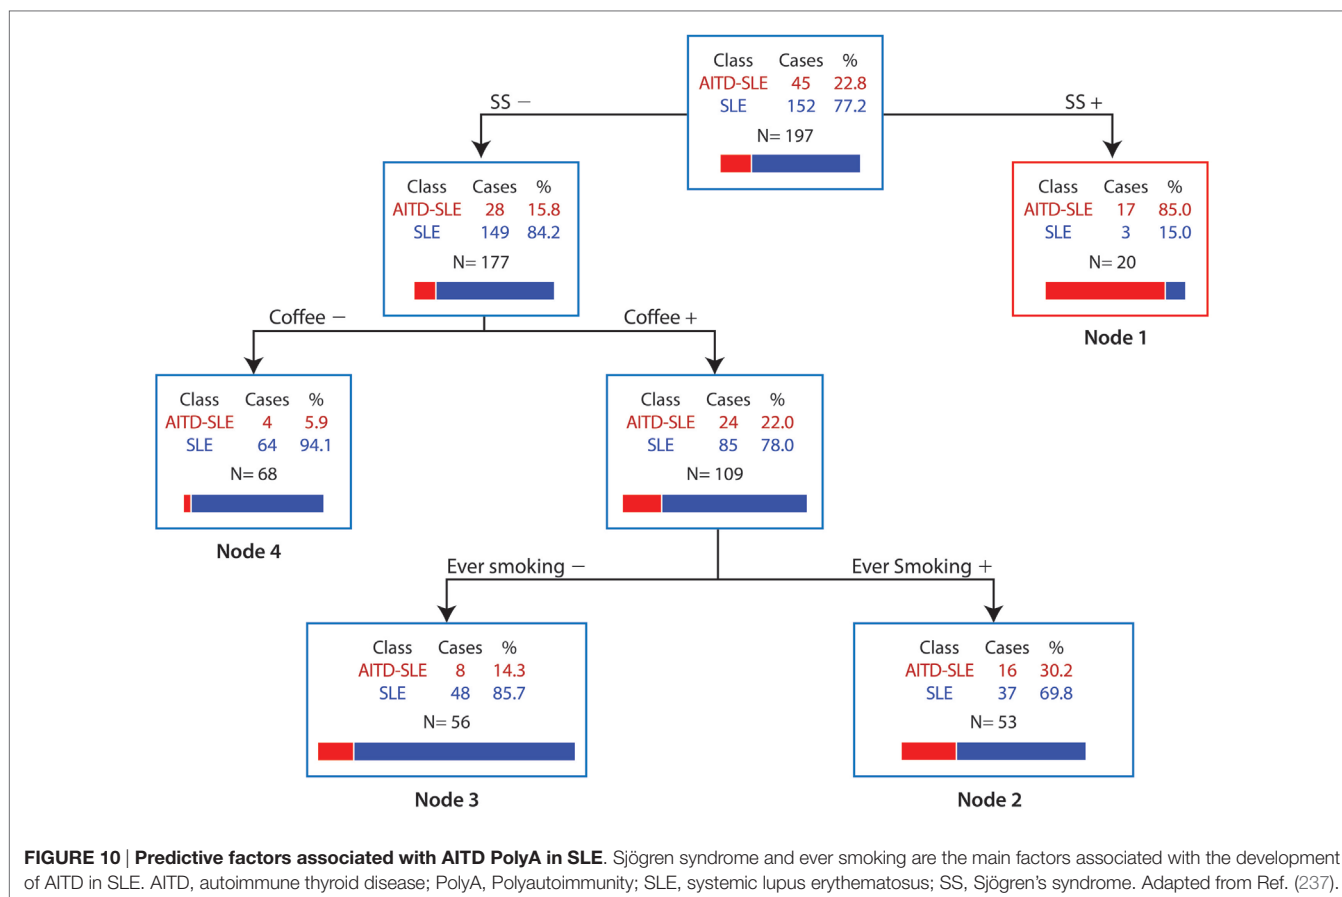 Class Cases %
AITD-SLE 45 22.8
SLE 152 77.2
N= 197
SS −
SS +
Class Cases %
AITD-SLE 28 15.8
SLE 149 84.2
N= 177
Class Cases %
AITD-SLE 17 85.0
SLE 3 15.0
N= 20
Node 1
Coffee −
Coffee +
Class Cases %
AITD-SLE 4 5.9
SLE 64 94.1
N= 68
Node 4
Class Cases %
AITD-SLE 24 22.0
SLE 85 78.0
N= 109
Ever smoking −
Ever Smoking +
Class Cases %
AITD-SLE 8 14.3
SLE 48 85.7
N= 56
Node 3
Class Cases %
AITD-SLE 16 30.2
SLE 37 69.8
N= 53
Node 2
FIGURE 10 | Predictive factors associated with AITD PolyA in SLE. Sjögren syndrome and ever smoking are the main factors associated with the development
of AITD in SLE. AITD, autoimmune thyroid disease; PolyA, Polyautoimmunity; SLE, systemic lupus erythematosus; SS, Sjögren's syndrome. Adapted from Ref. (237).